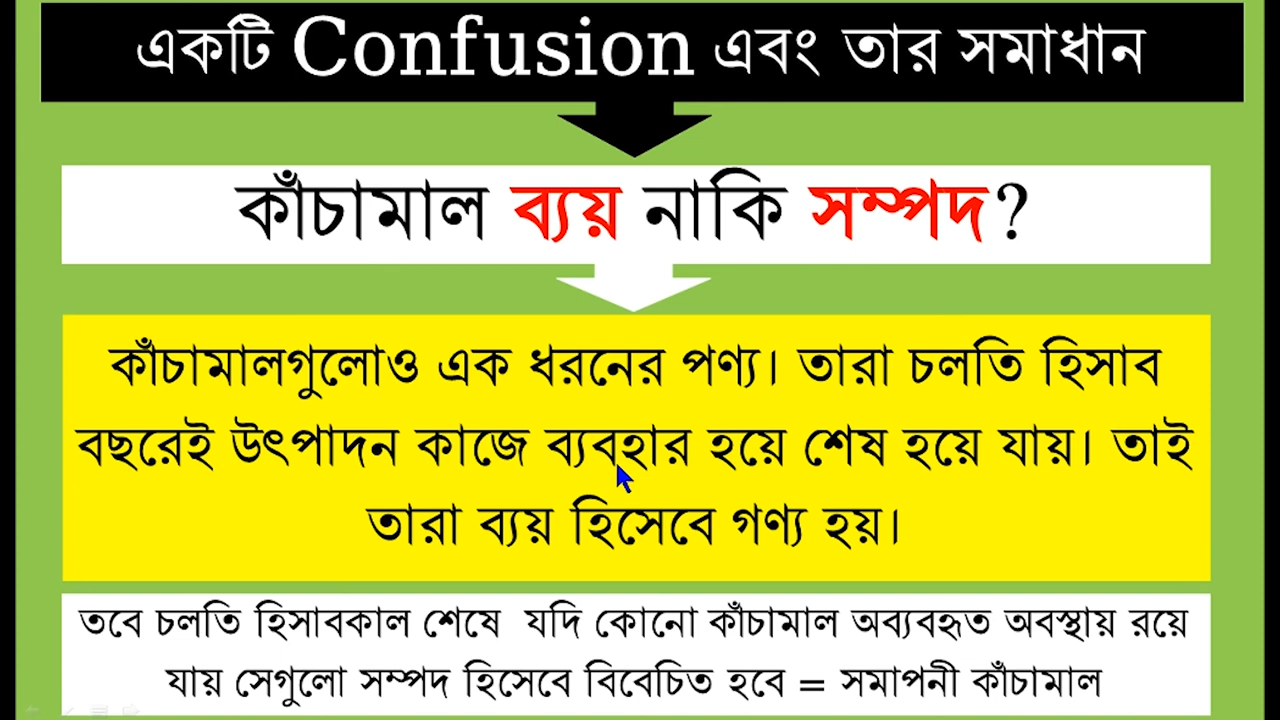 একটি Confusion এবং তার সমাধান
কাঁচামাল ব্যয় নাকি সম্পদ?
কাঁচামালগুলোও এক ধরনের পণ্য। তারা চলতি হিসাব
বছরেই উৎপাদন কাজে ব্যবহার হয়ে শেষ হয়ে যায়। তাই
তারা ব্যয় হিসেবে গণ্য হয়।
তবে চলতি হিসাবকাল শেষে যদি কোনো কাঁচামাল অব্যবহৃত অবস্থায় রয়ে
যায় সেগুলো সম্পদ হিসেবে বিবেচিত হবে = সমাপনী কাঁচামাল